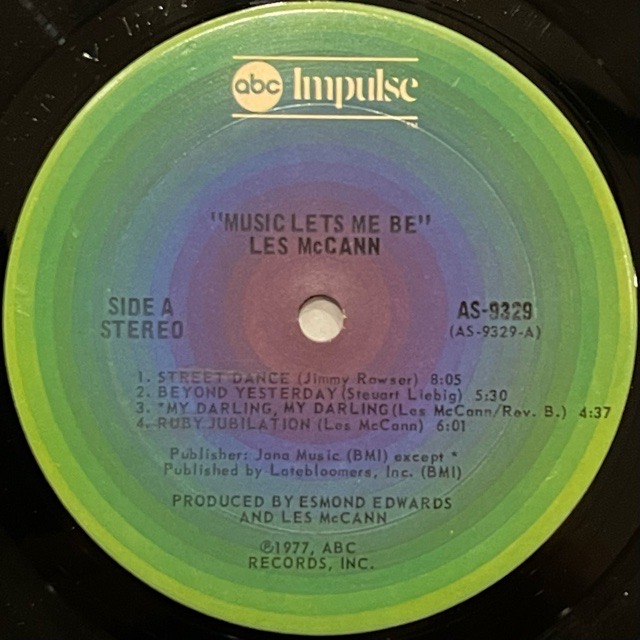 abc Impulse
TM
"MUSIC LETS ME BE"
LES McCANN
SIDE A
STEREO
AS-9329
(AS-9329-A)
1. STREET DANCE (Jimmy Rowser) 8:05
2. BEYOND YESTERDAY (Steuart Liebig) 5:30
3. *MY DARLING, MY DARLING (Les McCann/Rev. B.) 4:37
4. RUBY JUBILATION (Les McCann) 6:01
Publisher: Jana Music (BMI) except *
Published by Latebloomers, Inc. (BMI)
PRODUCED BY ESMOND EDWARDS
AND LES McCANN
℗1977, ABC
RECORDS, INC.